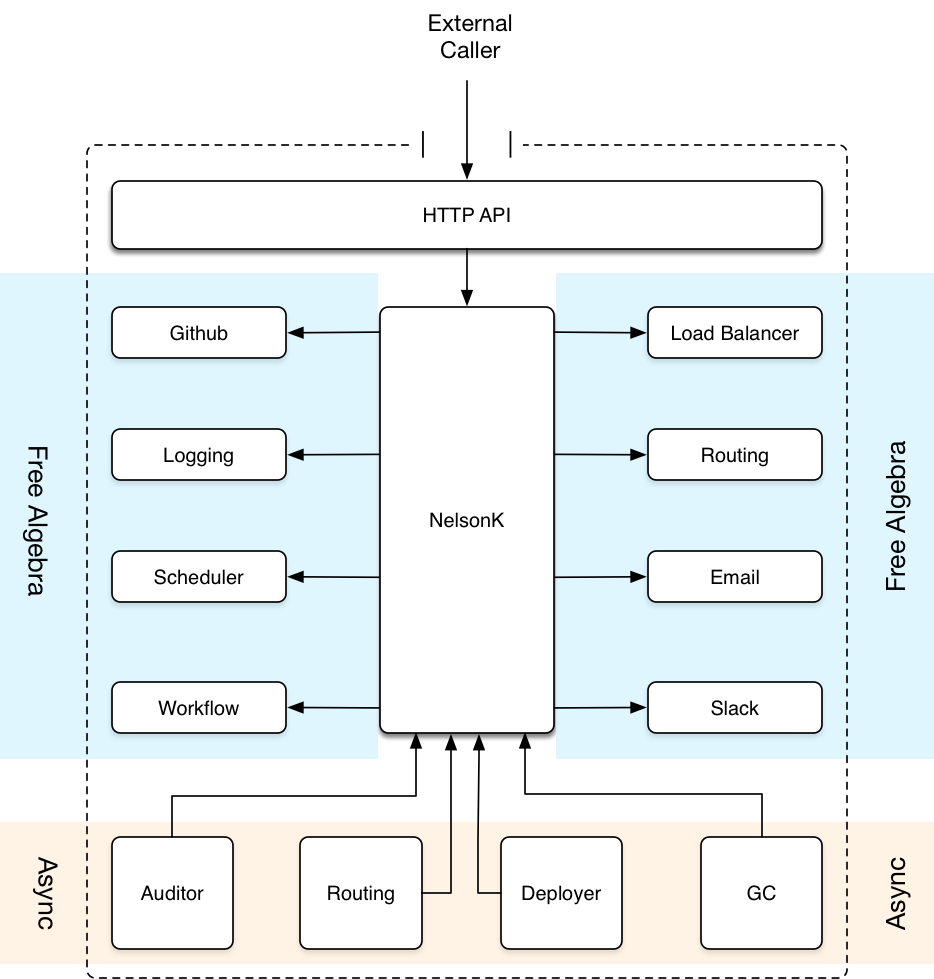 External
Caller
HTTP API
Github
Load Balancer
Logging
Routing
Free Algebra
NelsonK
Free Algebra
Scheduler
Email
Workflow
Slack
Async
Auditor
Routing
Deployer
GC
Async